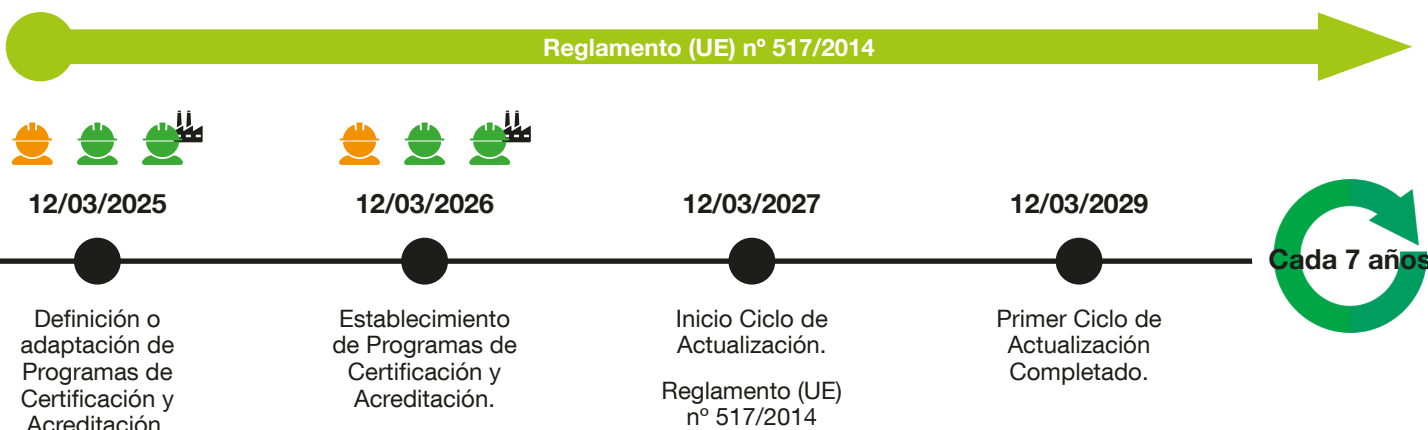 Reglamento (UE) nº 517/2014
12/03/2025
12/03/2026
12/03/2027
12/03/2029
Cada 7 años
Definición o
adaptación de
Programas de
Certificación y
Acreditación
Establecimiento
de Programas de
Certificación y
Acreditación.
Inicio Ciclo de
Actualización.
Reglamento (UE)
nº 517/2014
Primer Ciclo de
Actualización
Completado.